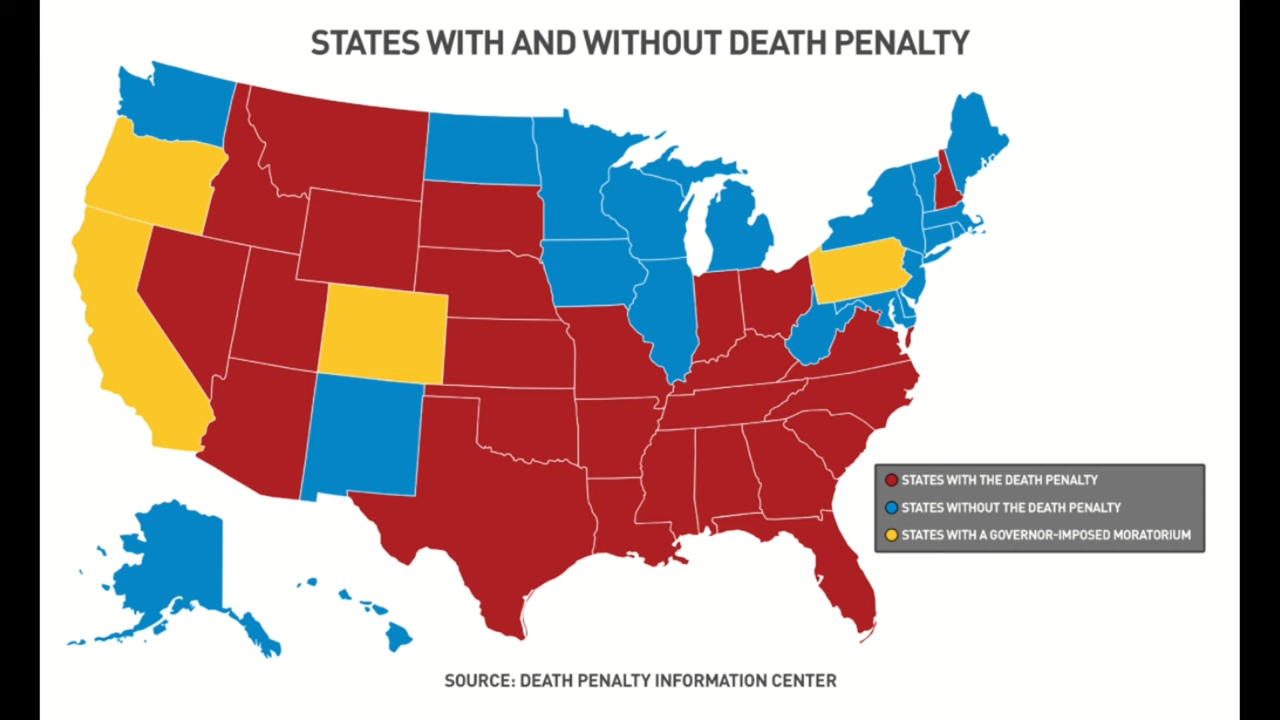 STATES WITH AND WITHOUT DEATH PENALTY
STATES WITH THE DEATH PENALTY
STATES WITHOUT THE DEATH PENALTY
STATES WITH A GOVERNOR-IMPOSED MORATORIUM
SOURCE: DEATH PENALTY INFORMATION CENTER